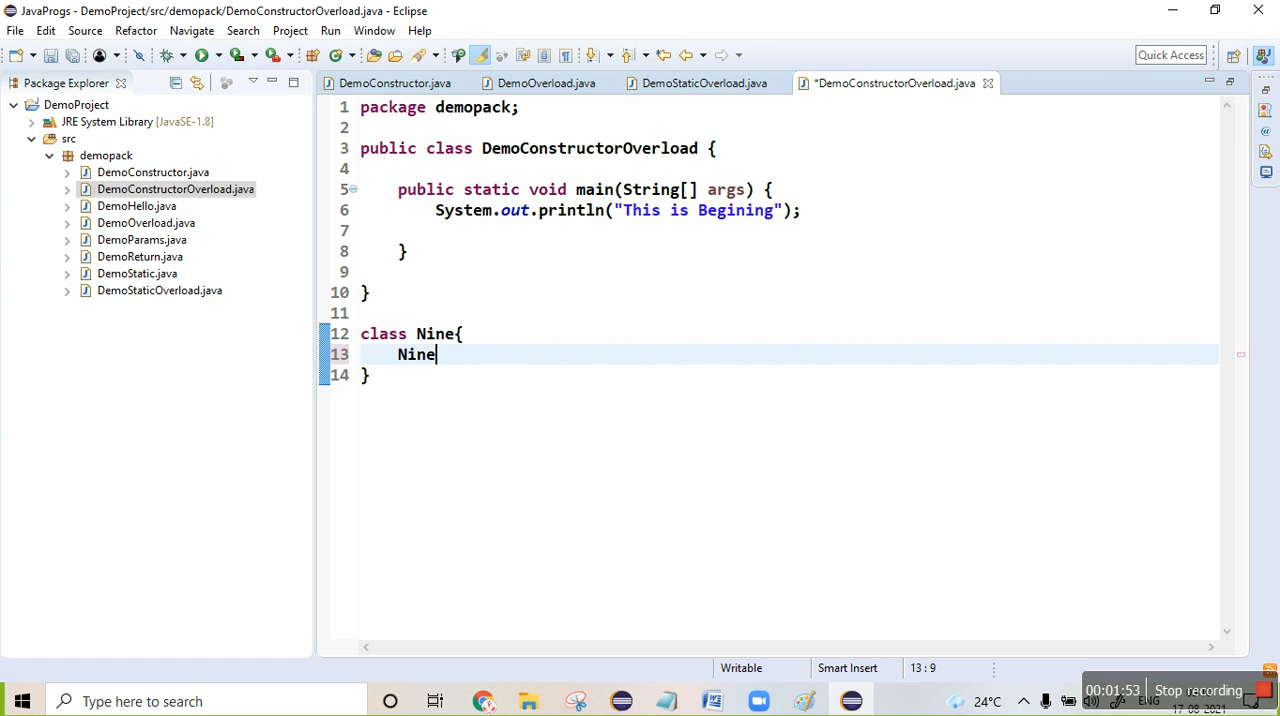 JavaProgs - DemoProject/src/demopack/DemoConstructorOverload.java - Eclipse
File Edit Source Refactor Navigate Search Project Run Window Help
Quick Access
Package Explorer
DemoConstructor.java DemoOverload.java DemoStaticOverload.java *DemoConstructorOverload.java
DemoProject
JRE System Library [JavaSE-1.8]
src
demopack
DemoConstructor.java
DemoConstructorOverload.java
DemoHello.java
DemoOverload.java
DemoParams.java
DemoReturn.java
DemoStatic.java
DemoStaticOverload.java
1 package demopack;
2
3 public class DemoConstructorOverload {
4
5 public static void main(String[] args) {
6 System.out.println("This is Begining");
7
8 }
9
10 }
11
12 class Nine{
13 Nine
14 }
Writable Smart Insert 13 : 9
Type here to search
24°C ENG
00:01:53 Stop recording
17-08-2021